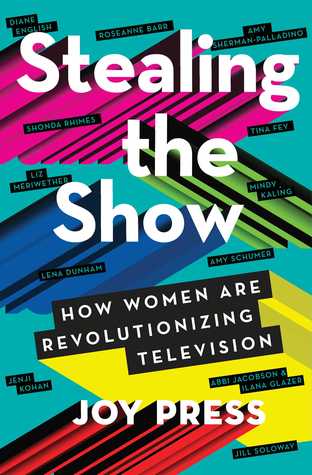 DIANE
ENGLISH
ROSEANNE BARR
AMY
SHERMAN-PALLADINO
Stealing
SHONDA RHIMES
TINA FEY
the
LIZ
MERIWETHER
MINDY
KALING
Show
LENA DUNHAM
AMY SCHUMER
HOW WOMEN ARE
REVOLUTIONIZING
TELEVISION
JENJI
KOHAN
ABBI JACOBSON &
ILANA GLAZER
JOY PRESS
JILL SOLOWAY